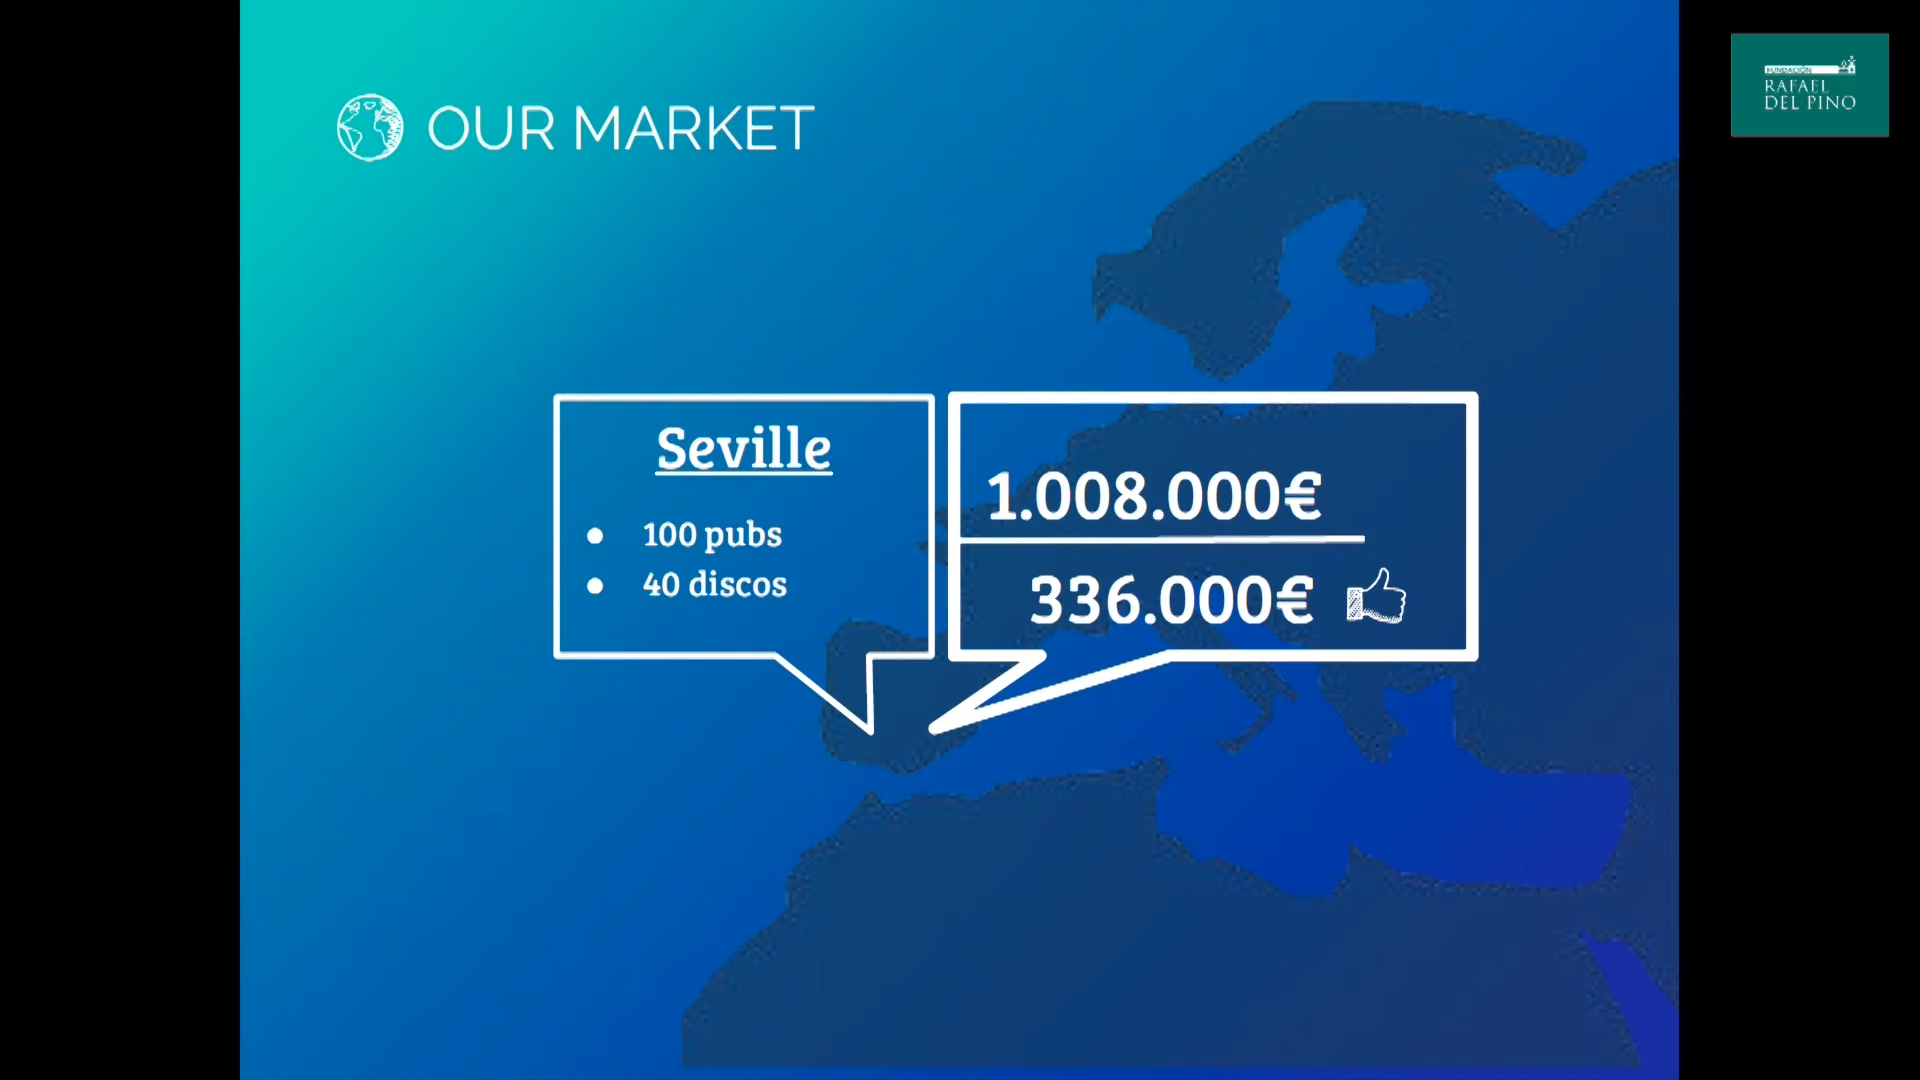 OUR MARKET
Seville
● 100 pubs
● 40 discos
1.008.000€
336.000€
FUNDACIÓN
RAFAEL
DEL PINO